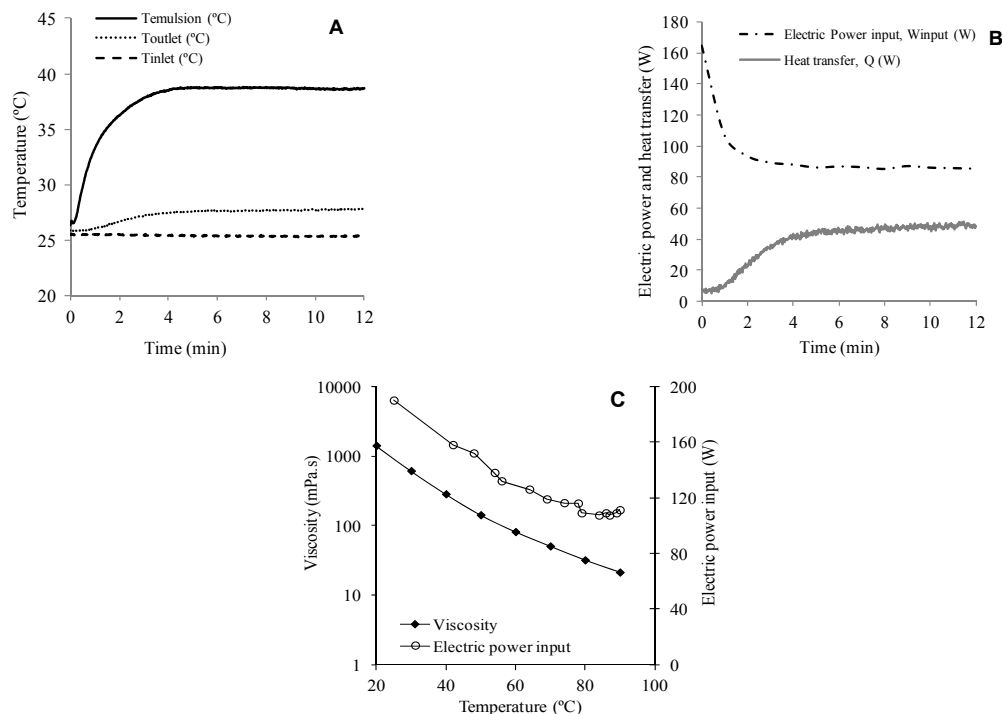 A
Temulsion (ºC)
Toutlet (ºC)
Tinlet (ºC)
Temperature (ºC)
45
40
35
30
25
20
0 2 4 6 8 10 12
Time (min)
B
Electric Power input, Winput (W)
Heat transfer, Q (W)
Electric power and heat transfer (W)
180
160
140
120
100
80
60
40
20
0
0 2 4 6 8 10 12
Time (min)
C
Viscosity (mPa.s)
10000
1000
100
10
1
Viscosity
Electric power input
Electric power input (W)
200
160
120
80
40
0
20 40 60 80 100
Temperature (ºC)